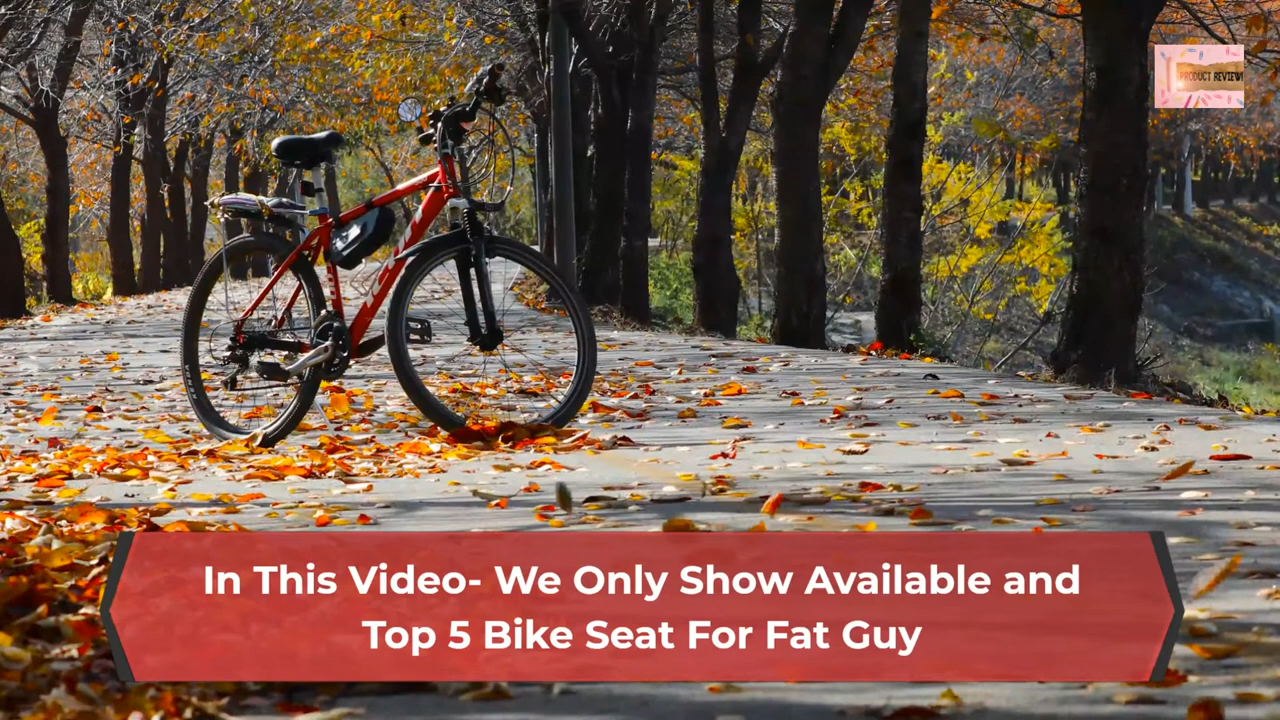 PRODUCT REVIEW
In This Video- We Only Show Available and
Top 5 Bike Seat For Fat Guy